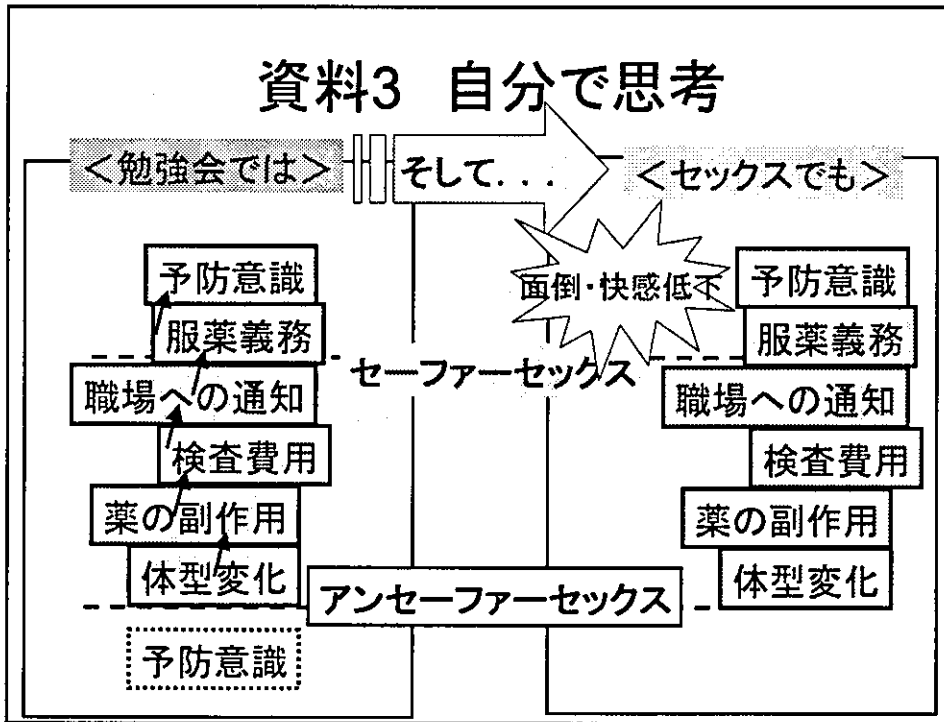 資料3 自分で思考
＜勉強会では＞
そして...
＜セックスでも＞
予防意識
服薬義務
職場への通知
検査費用
薬の副作用
体型変化
予防意識
面倒・快感低下
セーファーセックス
アンセーファーセックス
予防意識
服薬義務
職場への通知
検査費用
薬の副作用
体型変化